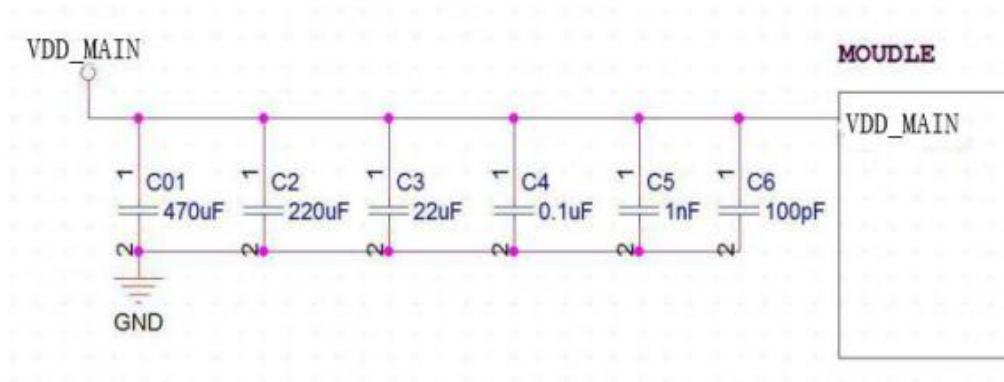 VDD_MAIN
MOUDLE
VDD_MAIN
1 C01 1 C2 1 C3 1 C4 1 C5 1 C6
470uF 220uF 22uF 0.1uF 1nF 100pF
2 2 2 2 2 2
GND